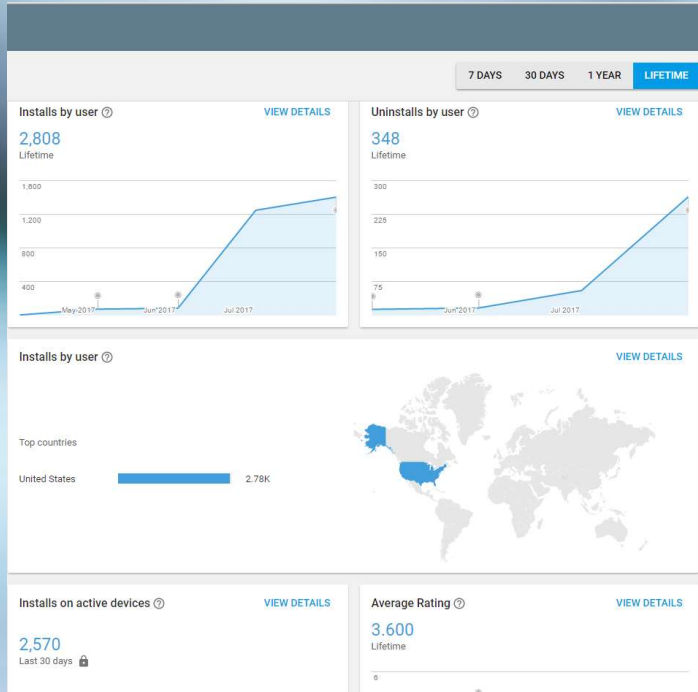 7 DAYS 30 DAYS 1 YEAR LIFETIME
Installs by user VIEW DETAILS
2,808
Lifetime
1,600
1,200
800
400
May 2017 Jun 2017 Jul 2017
Uninstalls by user VIEW DETAILS
348
Lifetime
300
225
150
75
Jun 2017 Jul 2017
Installs by user VIEW DETAILS
Top countries
United States 2.78K
Installs on active devices VIEW DETAILS
2,570
Last 30 days
Average Rating VIEW DETAILS
3.600
Lifetime
6